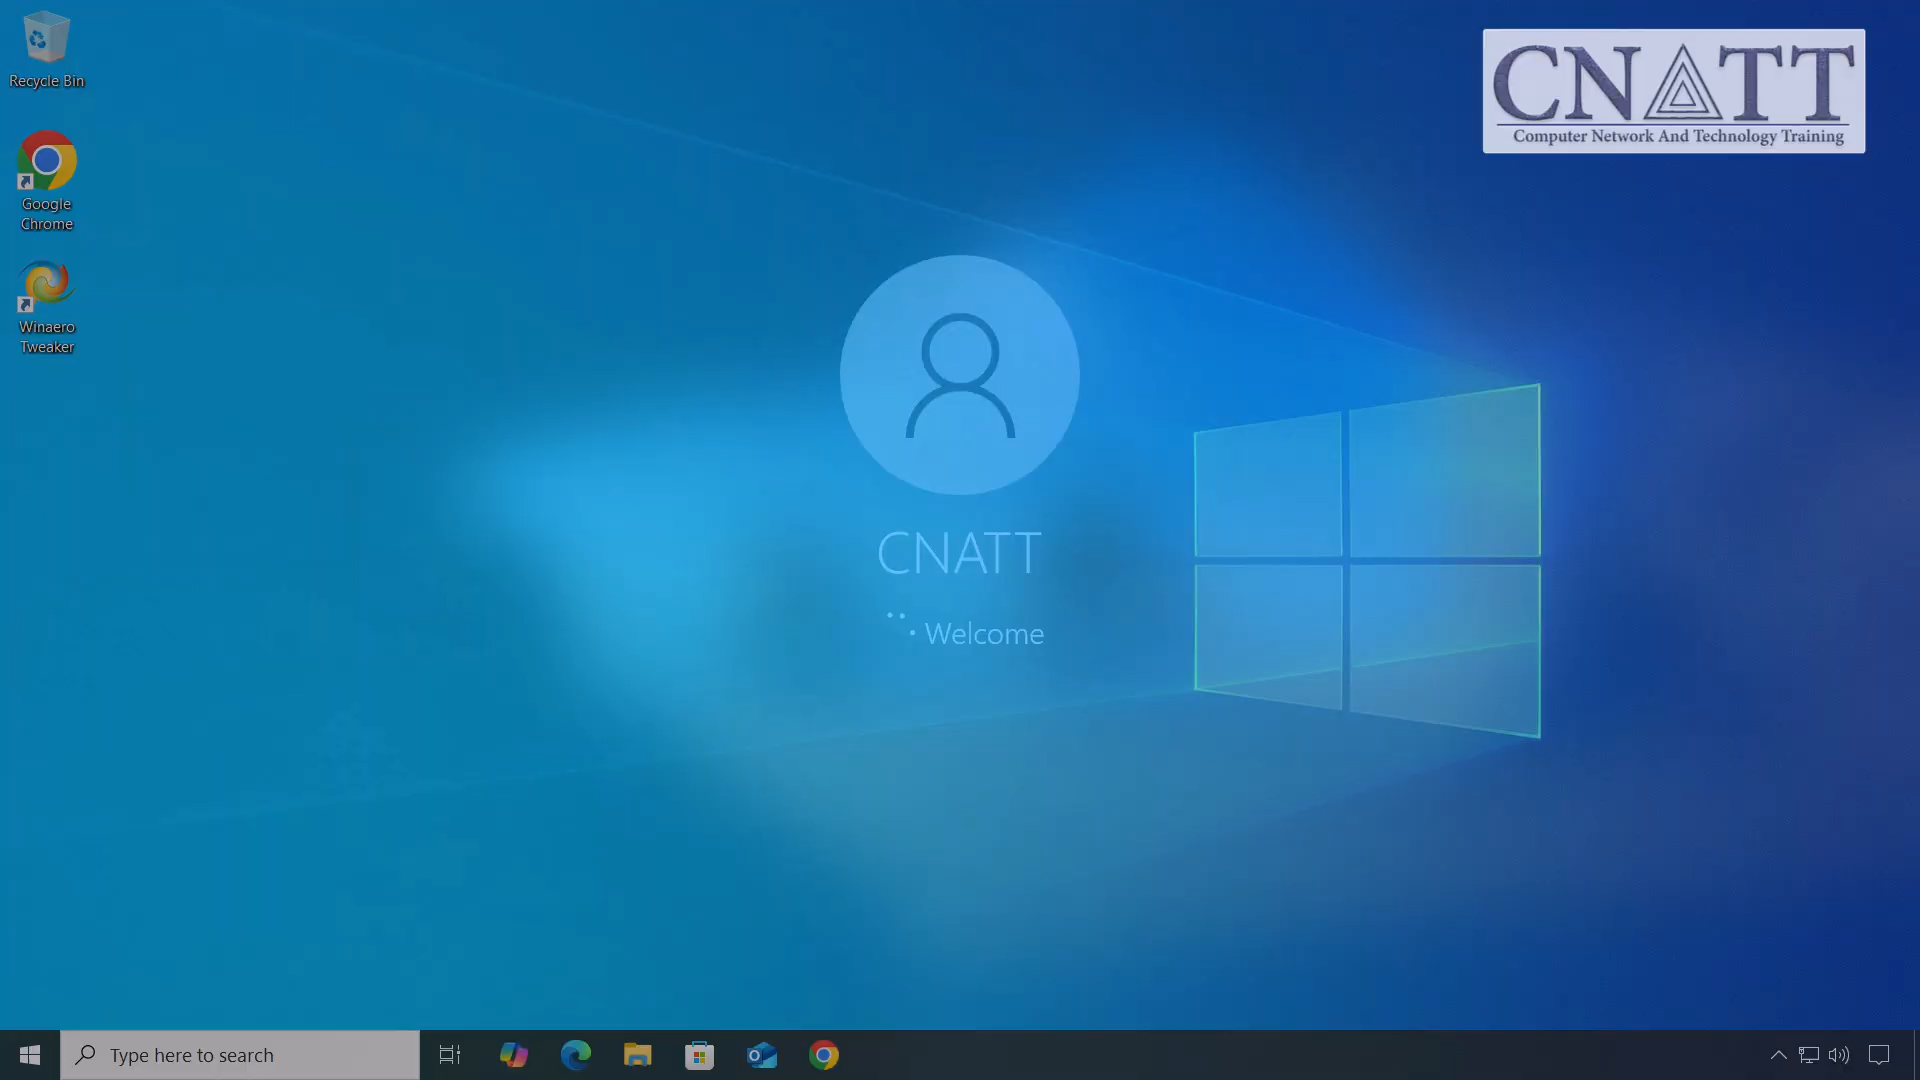 Recycle Bin
Google
Chrome
Winaero
Tweaker
CNATT
Computer Network And Technology Training
CNATT
Welcome
Type here to search